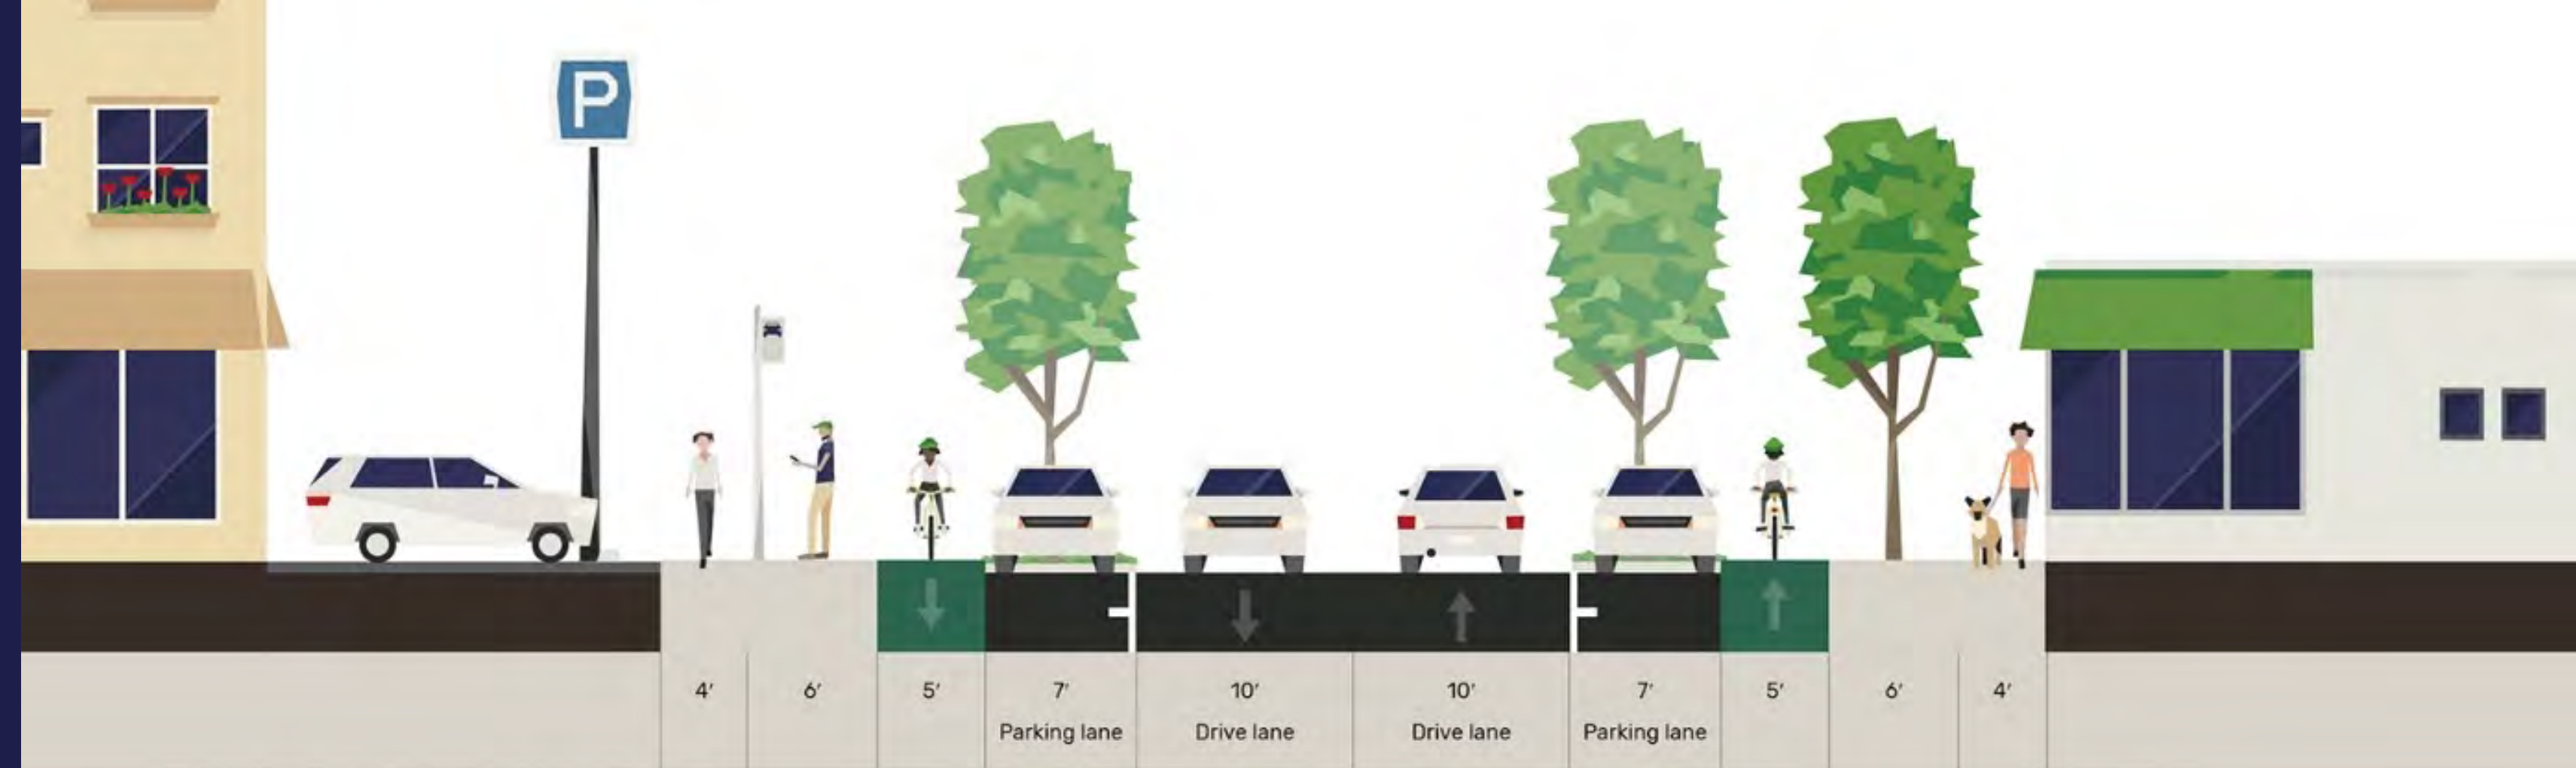 P
4′ 6′ 5′ 7′ 10′ 10′ 7′ 5′ 6′ 4′
Parking lane Drive lane Drive lane Parking lane